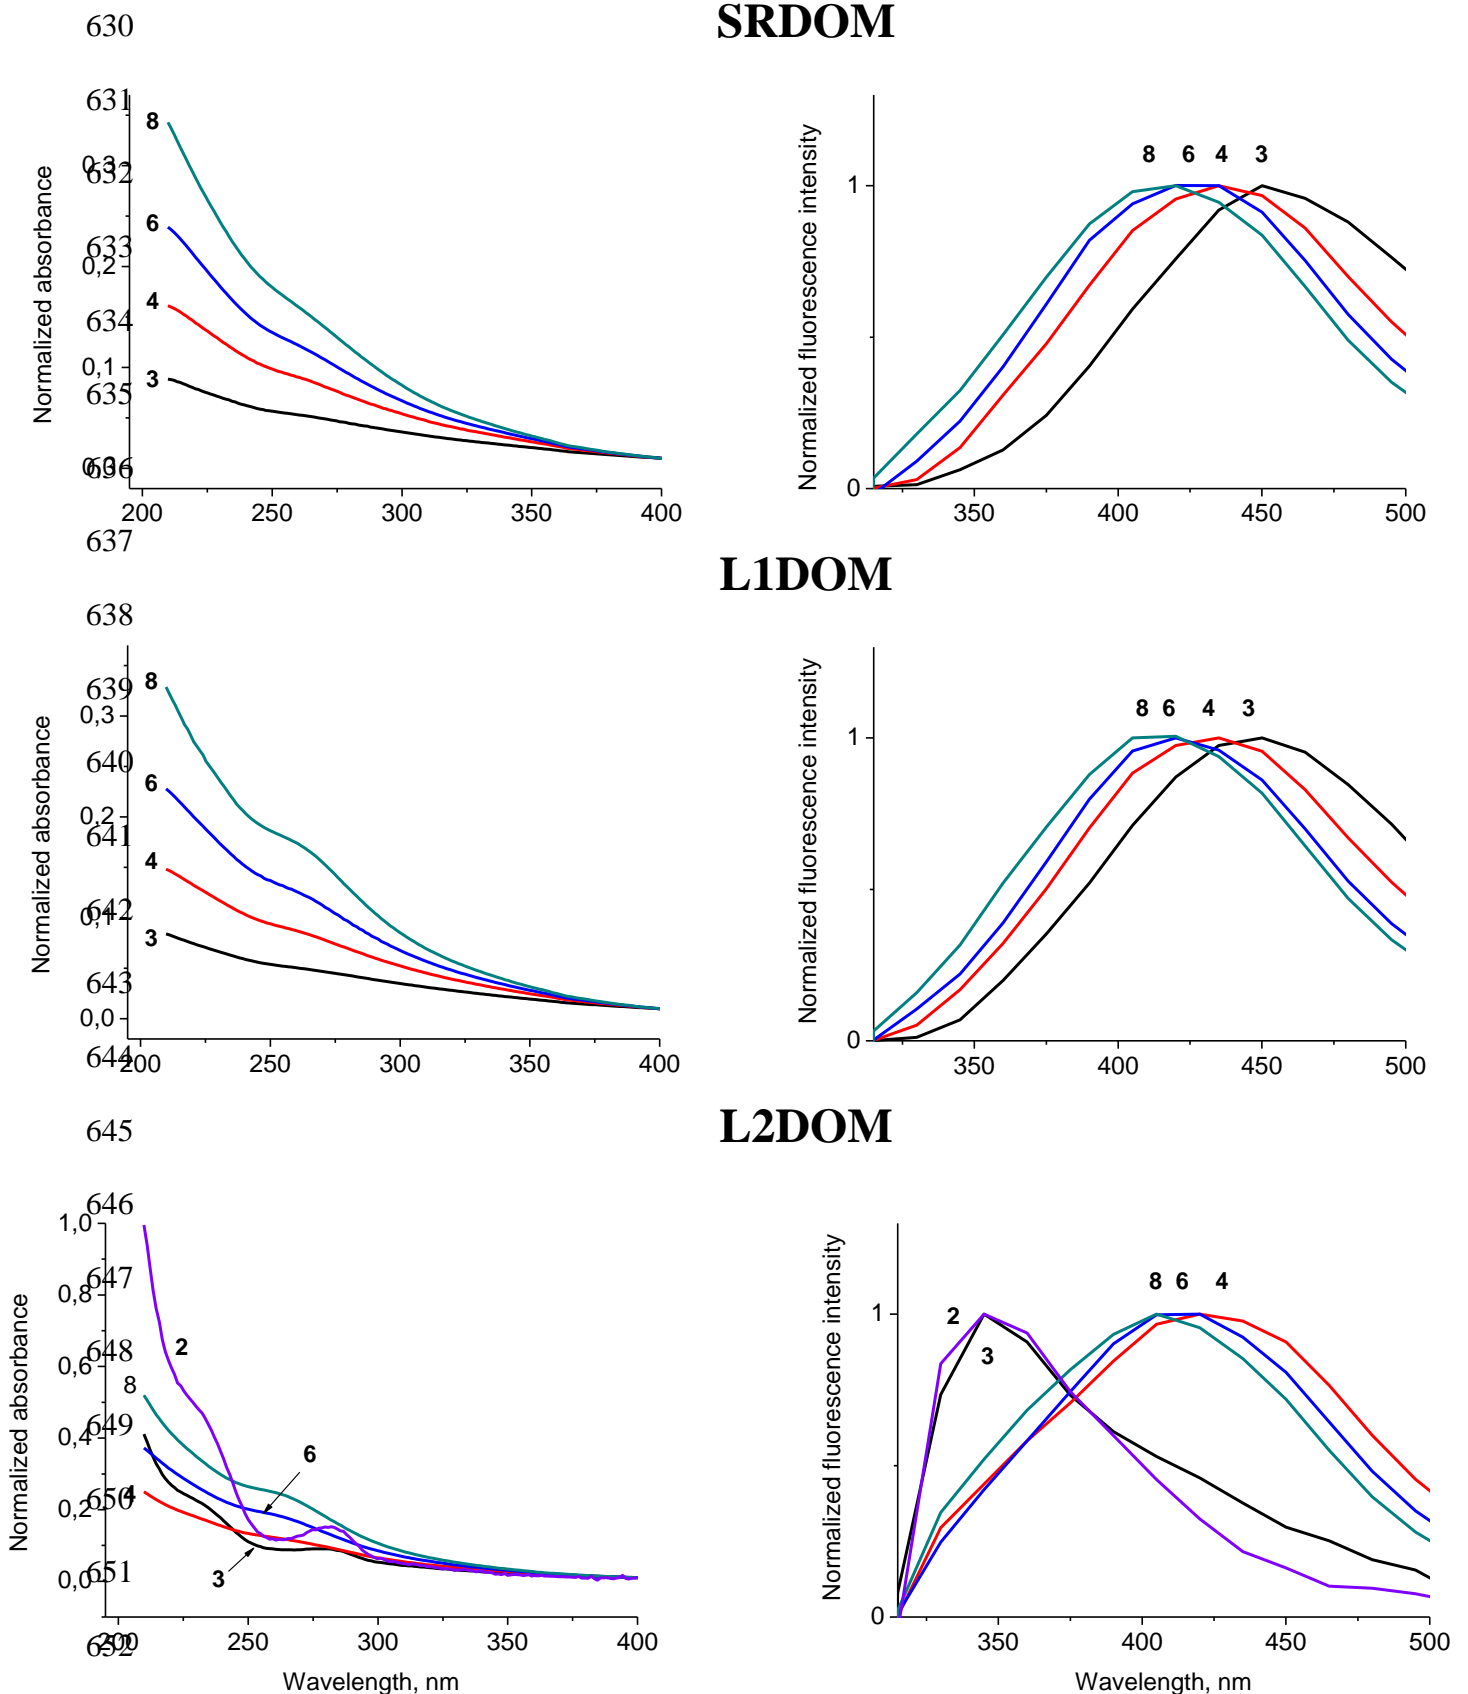 630
SRDOM
631
8
0,3
632
6
633
0,2
4
634
0,1
3
635
0,0
636
200 250 300 350 400
Normalized absorbance
8 6 4 3
1
0
350 400 450 500
Normalized fluorescence intensity
637
L1DOM
638
639
8
0,3
640
6
0,2
641
4
0,1
642
3
643
0,0
644
200 250 300 350 400
Normalized absorbance
8 6 4 3
1
0
350 400 450 500
Normalized fluorescence intensity
645
L2DOM
646
1,0
647
0,8
2
648
0,6
8
649
0,4
6
4
650
0,2
3
651
0,0
652
200 250 300 350 400
Wavelength, nm
Normalized absorbance
8 6 4
2
1
3
0
350 400 450 500
Wavelength, nm
Normalized fluorescence intensity